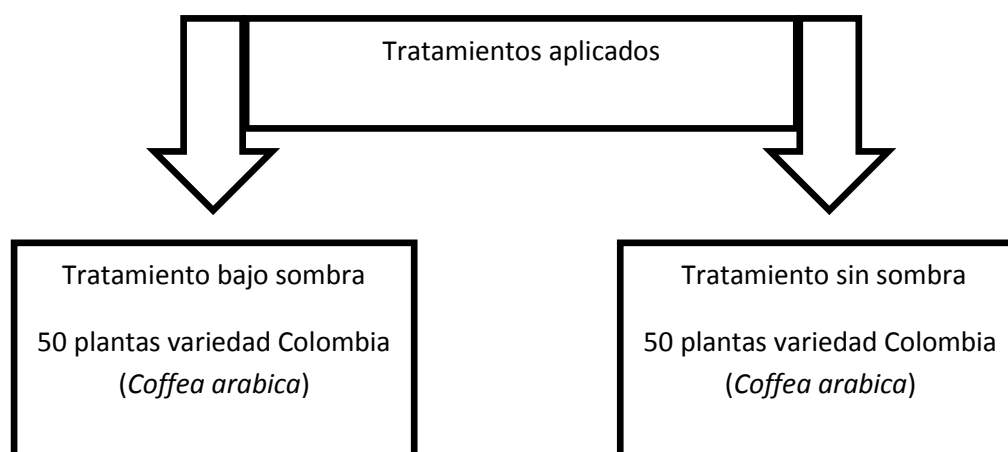 Tratamientos aplicados
Tratamiento bajo sombra
50 plantas variedad Colombia
(Coffea arabica)
Tratamiento sin sombra
50 plantas variedad Colombia
(Coffea arabica)